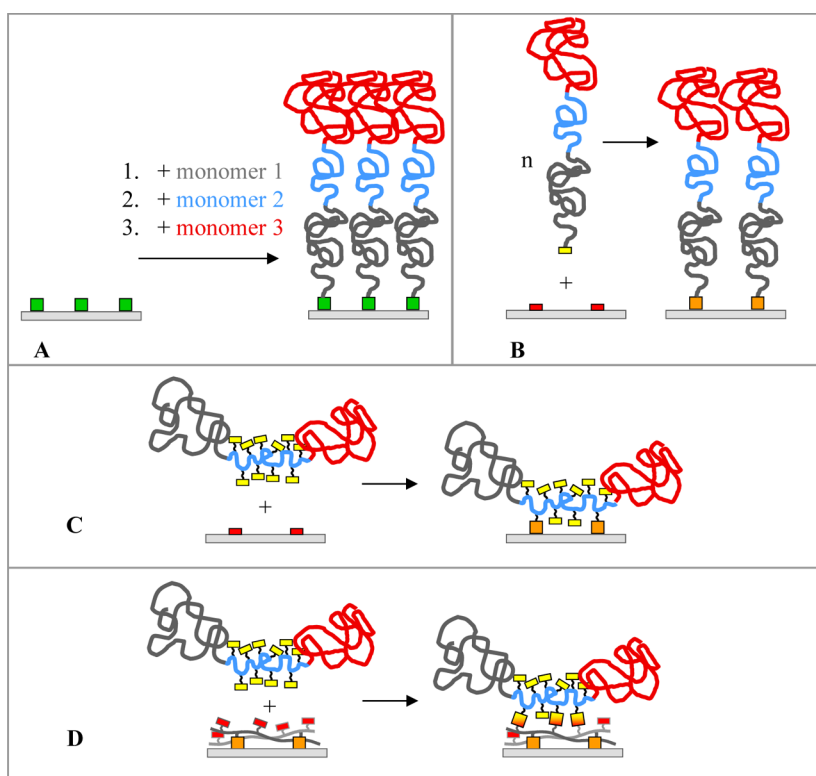 1. + monomer 1
2. + monomer 2
3. + monomer 3
A
n
+
B
+
C
+
D